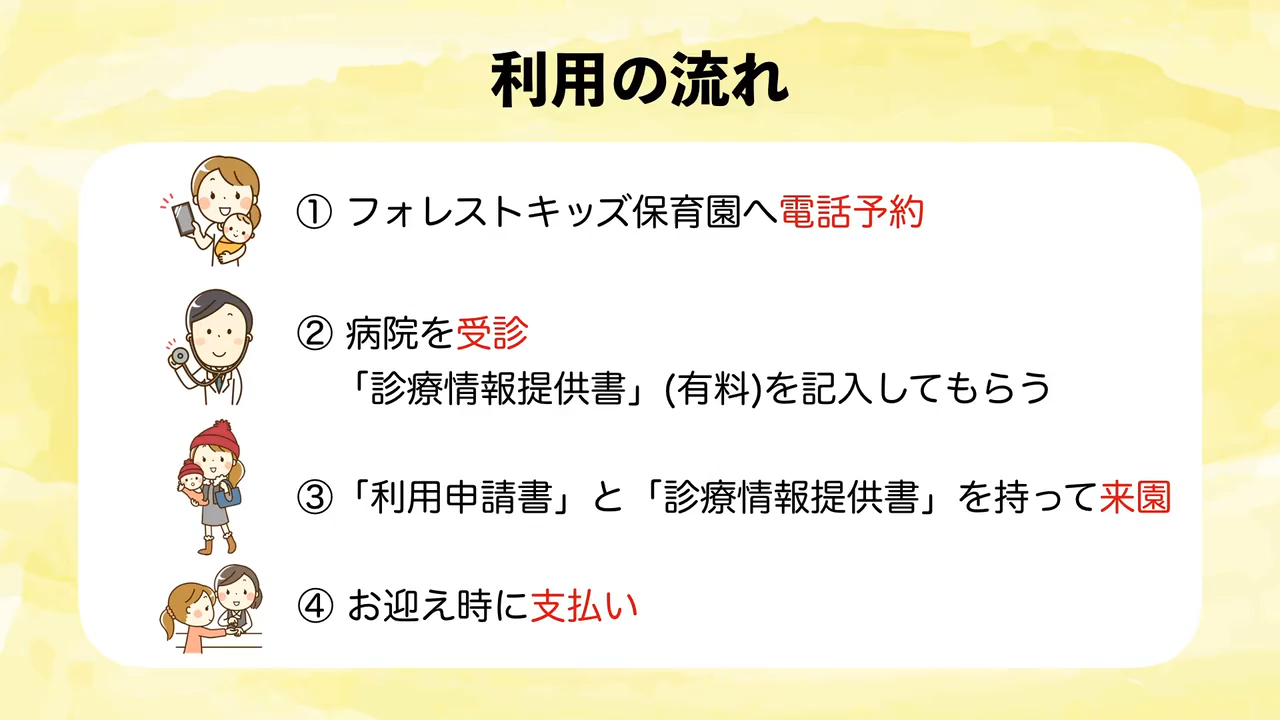 利用の流れ
① フォレストキッズ保育園へ電話予約
② 病院を受診
「診療情報提供書」(有料)を記入してもらう
③「利用申請書」と「診療情報提供書」を持って来園
④ お迎え時に支払い